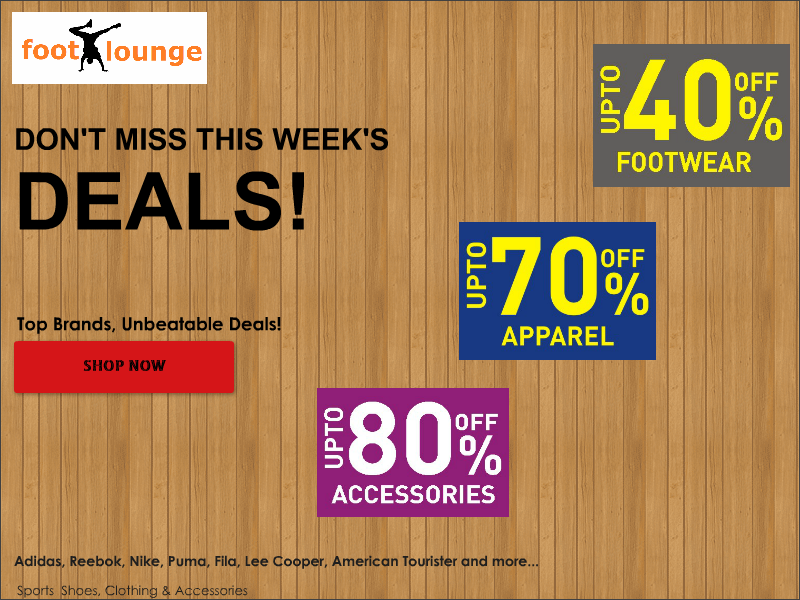 foot lounge
DON'T MISS THIS WEEK'S
DEALS!
UPTO 40% OFF
FOOTWEAR
UPTO 70% OFF
APPAREL
Top Brands, Unbeatable Deals!
SHOP NOW
UPTO 80% OFF
ACCESSORIES
Adidas, Reebok, Nike, Puma, Fila, Lee Cooper, American Tourister and more...
Sports Shoes, Clothing & Accessories